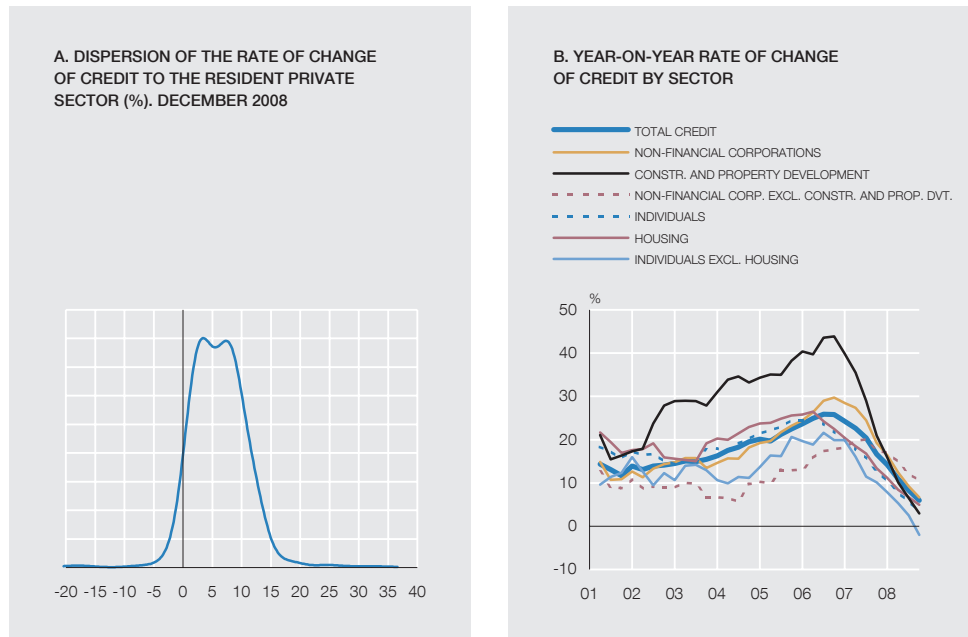 A. DISPERSION OF THE RATE OF CHANGE
OF CREDIT TO THE RESIDENT PRIVATE
SECTOR (%). DECEMBER 2008
-20 -15 -10 -5 0 5 10 15 20 25 30 35 40
B. YEAR-ON-YEAR RATE OF CHANGE
OF CREDIT BY SECTOR
TOTAL CREDIT
NON-FINANCIAL CORPORATIONS
CONSTR. AND PROPERTY DEVELOPMENT
NON-FINANCIAL CORP. EXCL. CONSTR. AND PROP. DVT.
INDIVIDUALS
HOUSING
INDIVIDUALS EXCL. HOUSING
%
50
40
30
20
10
0
-10
01 02 03 04 05 06 07 08